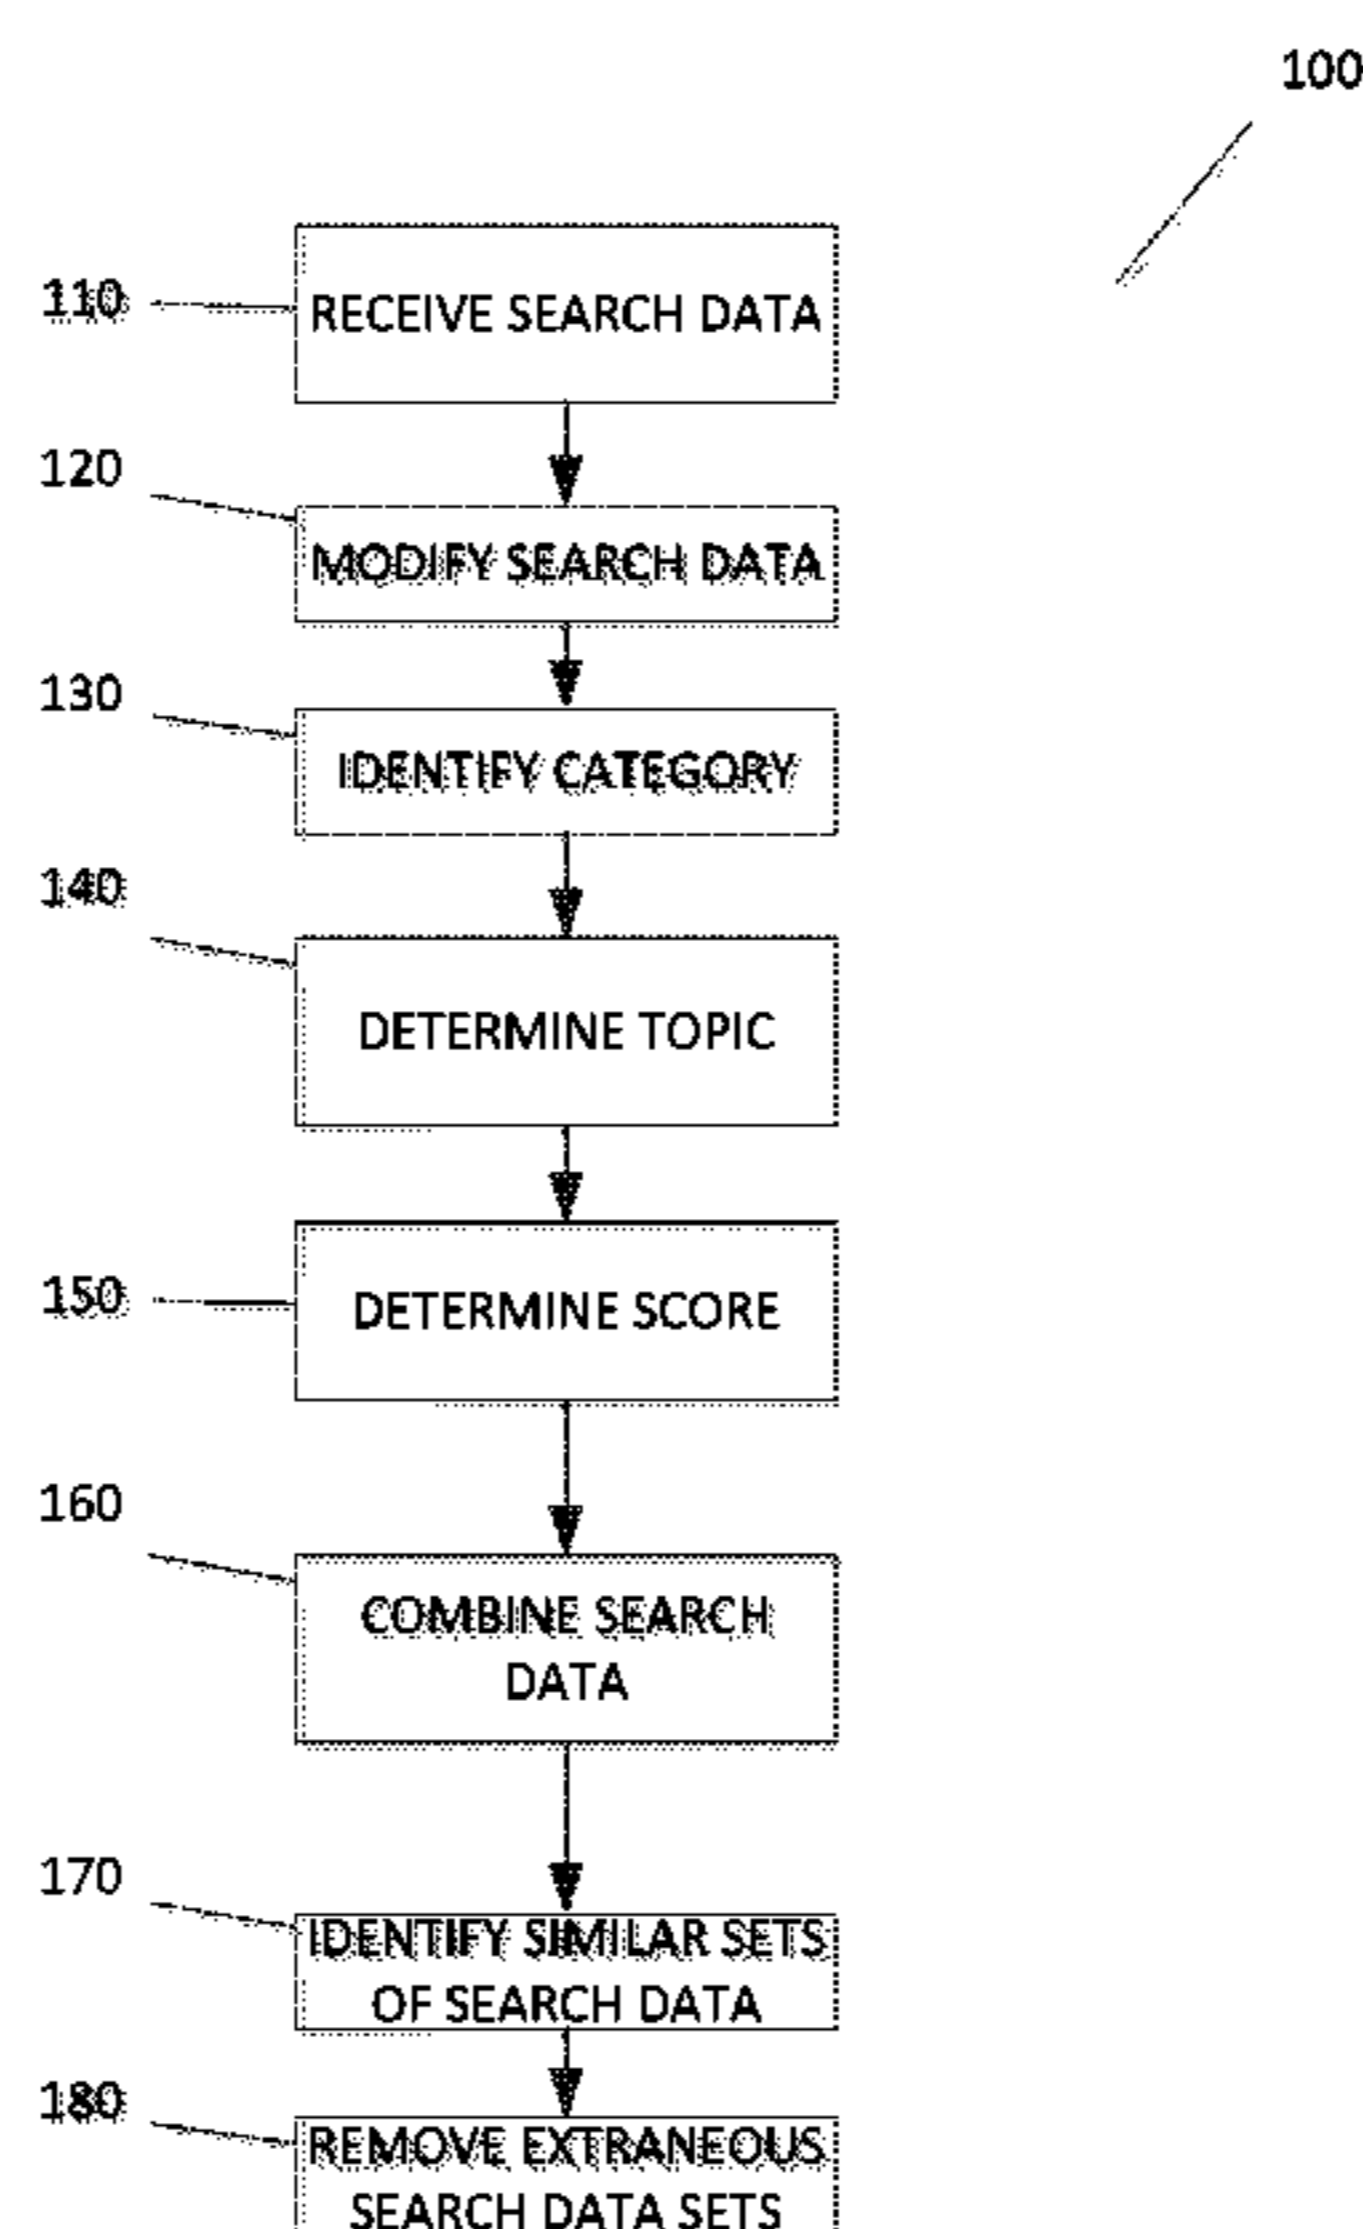 100
110
RECEIVE SEARCH DATA
120
MODIFY SEARCH DATA
130
IDENTIFY CATEGORY
140
DETERMINE TOPIC
150
DETERMINE SCORE
160
COMBINE SEARCH
DATA
170
IDENTIFY SIMILAR SETS
OF SEARCH DATA
180
REMOVE EXTRANEOUS
SEARCH DATA SETS